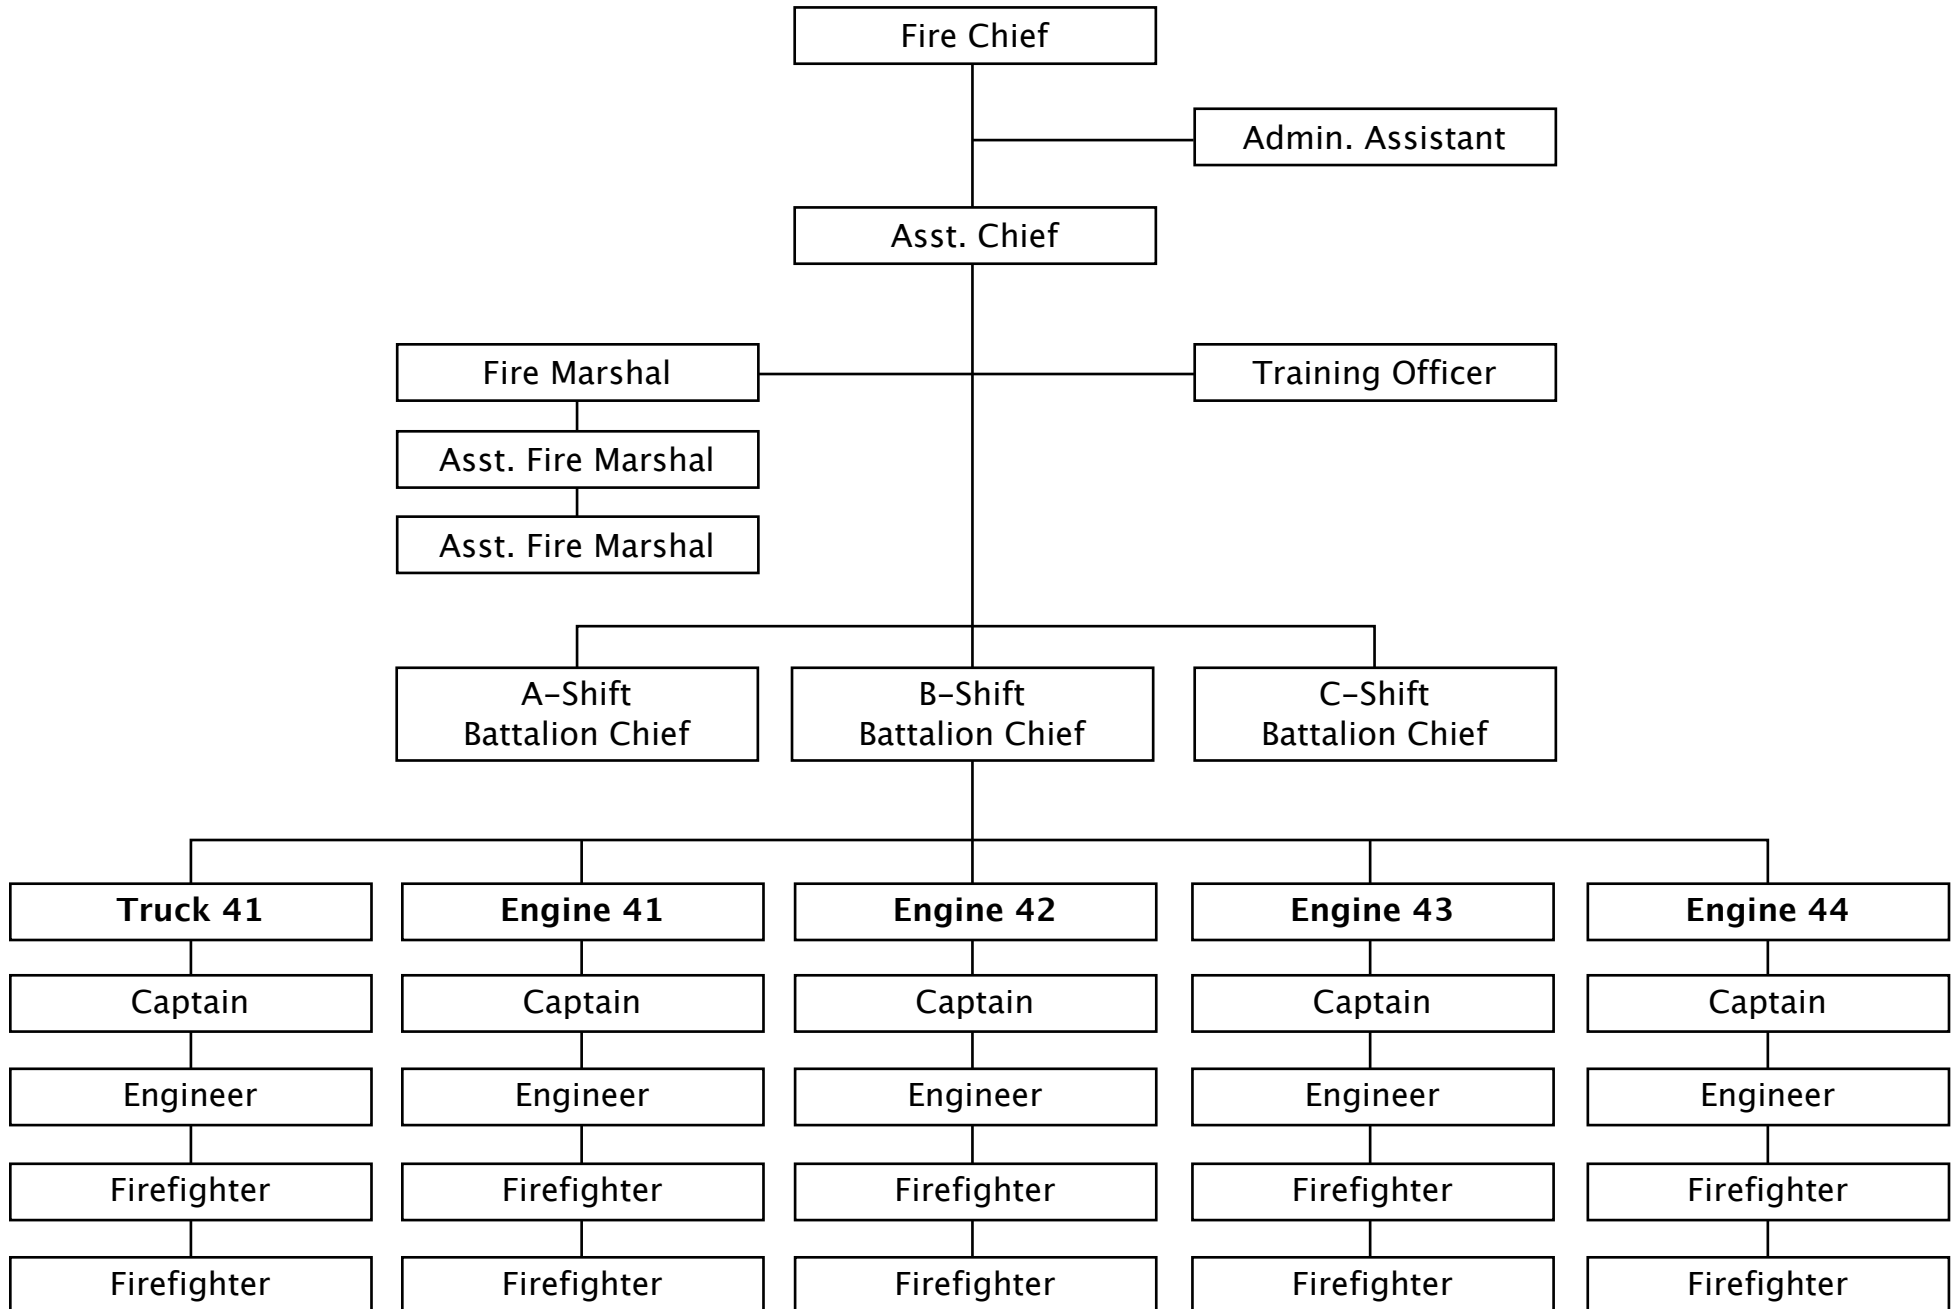 Fire Chief
Admin. Assistant
Asst. Chief
Fire Marshal
Training Officer
Asst. Fire Marshal
Asst. Fire Marshal
A–Shift
Battalion Chief
B–Shift
Battalion Chief
C–Shift
Battalion Chief
Truck 41
Engine 41
Engine 42
Engine 43
Engine 44
Captain
Captain
Captain
Captain
Captain
Engineer
Engineer
Engineer
Engineer
Engineer
Firefighter
Firefighter
Firefighter
Firefighter
Firefighter
Firefighter
Firefighter
Firefighter
Firefighter
Firefighter